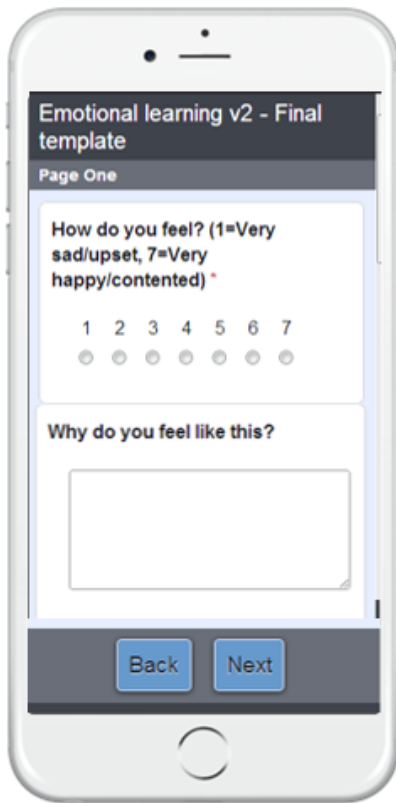 Emotional learning v2 - Final
template
Page One
How do you feel? (1=Very
sad/upset, 7=Very
happy/contented) *
1 2 3 4 5 6 7
Why do you feel like this?
Back Next